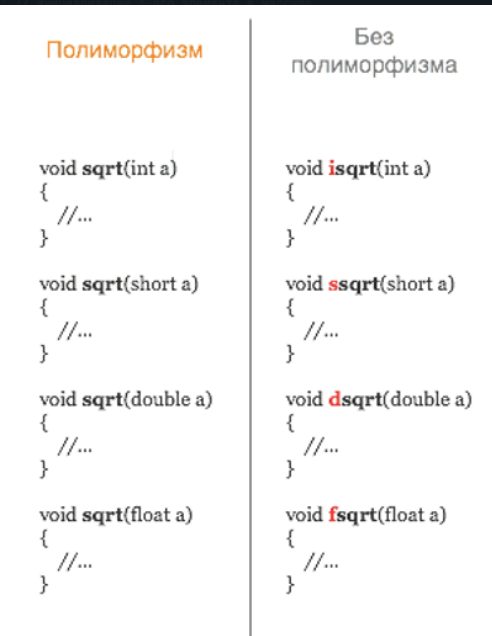 Полиморфизм
void sqrt(int a)
{
//...
}
void sqrt(short a)
{
//...
}
void sqrt(double a)
{
//...
}
void sqrt(float a)
{
//...
}
Без
полиморфизма
void isqrt(int a)
{
//...
}
void ssqrt(short a)
{
//...
}
void dsqrt(double a)
{
//...
}
void fsqrt(float a)
{
//...
}